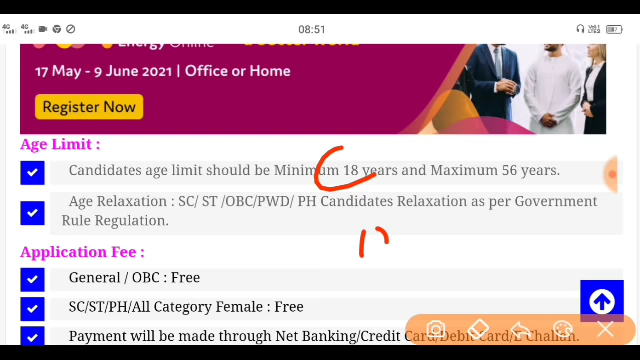 4G 4G 08:51
Energy Online
17 May - 9 June 2021 | Office or Home
Register Now
Age Limit :
Candidates age limit should be Minimum 18 years and Maximum 56 years.
Age Relaxation : SC/ ST /OBC/PWD/ PH Candidates Relaxation as per Government
Rule Regulation.
Application Fee :
General / OBC : Free
SC/ST/PH/All Category Female : Free
Payment will be made through Net Banking/Credit Card/Debit Card/E Challan.